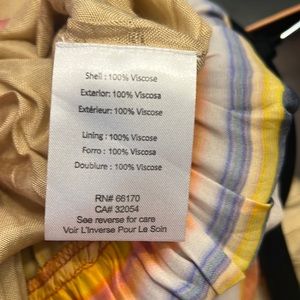 Shell : 100% Viscose
Exterior: 100% Viscosa
Extérieur: 100% Viscose
Lining : 100% Viscose
Forro : 100% Viscosa
Doublure : 100% Viscose
RN# 66170
CA# 32054
See reverse for care
Voir L'Inverse Pour Le Soin